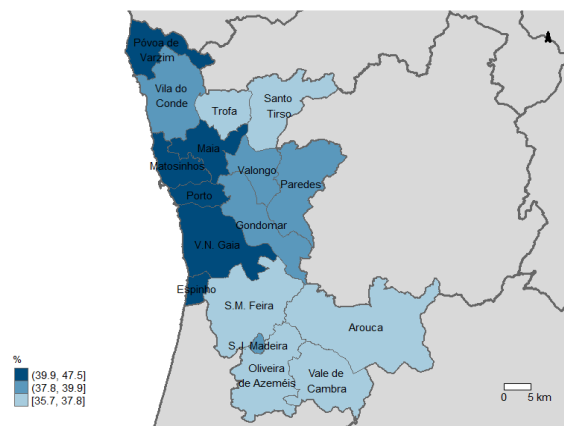 Póvoa de
Varzim
Vila do
Conde
Trofa
Santo
Tirso
Maia
Matosinhos
Valongo
Paredes
Porto
Gondomar
V.N. Gaia
Espinho
S.M. Feira
Arouca
S.J. Madeira
Oliveira
de Azeméis
Vale de
Cambra
%
(39.9, 47.5]
(37.8, 39.9]
[35.7, 37.8]
0 5 km